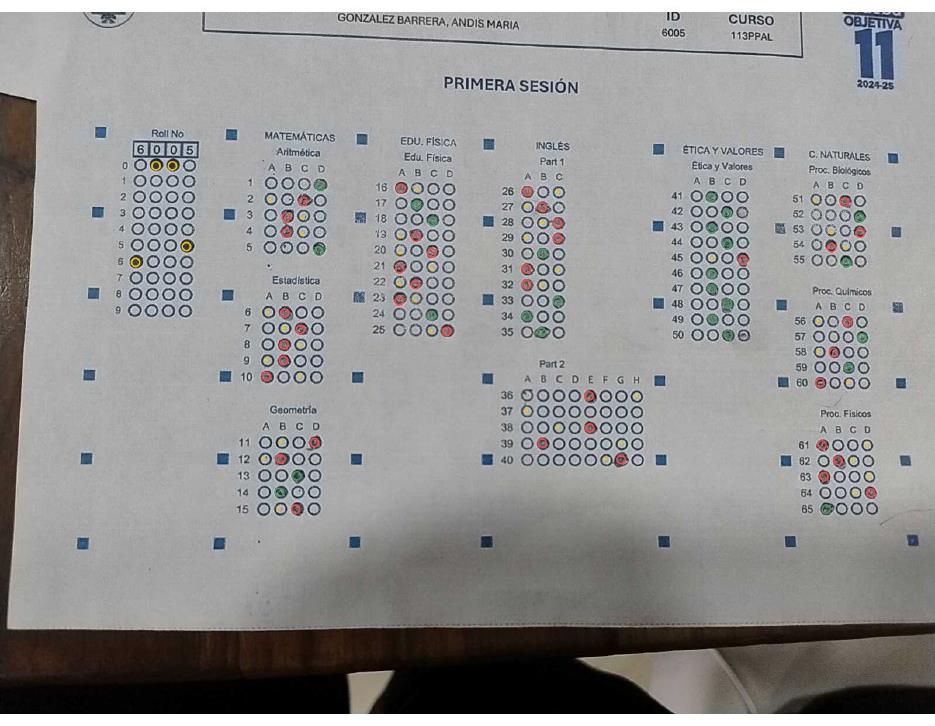 GONZALEZ BARRERA, ANDIS MARIA
ID
6005
CURSO
113PPAL
OBJETIVA
11
2024-25
PRIMERA SESIÓN
Roll No
6 0 0 5
0
1
2
3
4
5
6
7
8
9
MATEMÁTICAS
Aritmética
A B C D
1
2
3
4
5
Estadística
A B C D
6
7
8
9
10
Geometría
A B C D
11
12
13
14
15
EDU. FÍSICA
Edu. Física
A B C D
16
17
18
19
20
21
22
23
24
25
INGLÉS
Part 1
A B C
26
27
28
29
30
31
32
33
34
35
Part 2
A B C D E F G H
36
37
38
39
40
ÉTICA Y VALORES
Etica y Valores
A B C D
41
42
43
44
45
46
47
48
49
50
C. NATURALES
Proc. Biológicos
A B C D
51
52
53
54
55
Proc. Químicos
A B C D
56
57
58
59
60
Proc. Físicos
A B C D
61
62
63
64
65